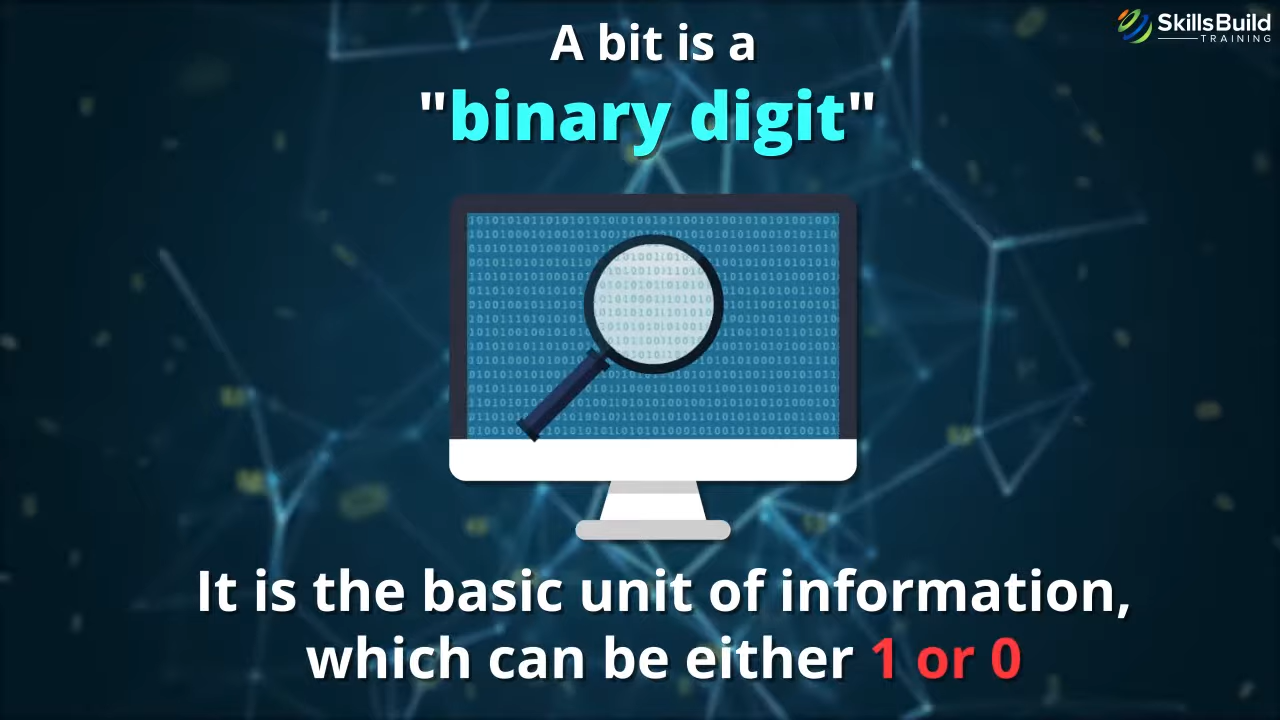 A bit is a
"binary digit"
SkillsBuild
TRAINING
It is the basic unit of information,
which can be either 1 or 0